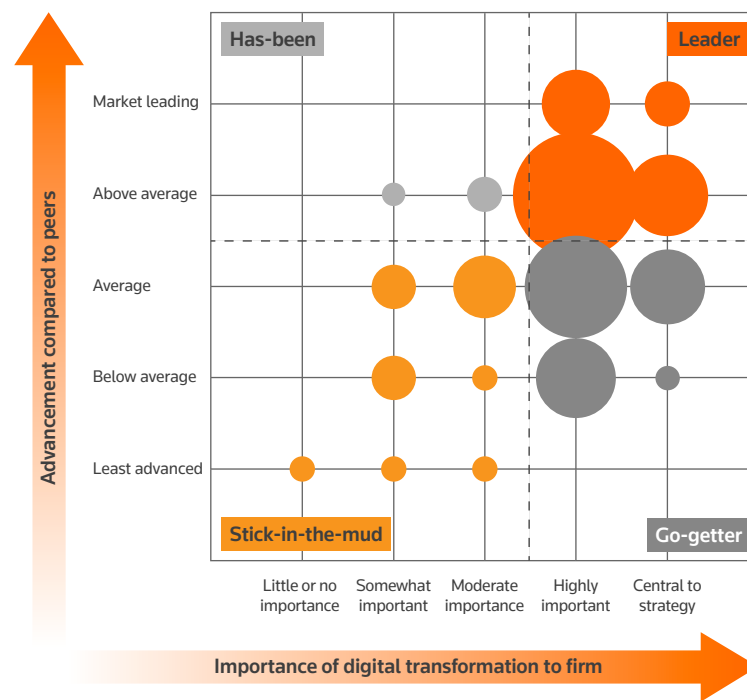 Has-been
Leader
Market leading
Above average
Average
Below average
Least advanced
Advancement compared to peers
Stick-in-the-mud
Go-getter
Little or no
importance
Somewhat
important
Moderate
importance
Highly
important
Central to
strategy
Importance of digital transformation to firm